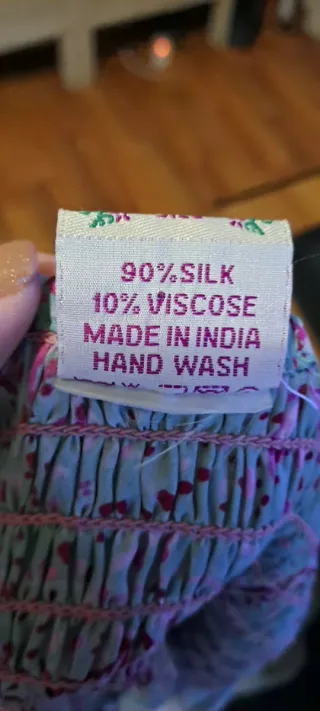 90%SILK
10% VISCOSE
MADE IN INDIA
HAND WASH